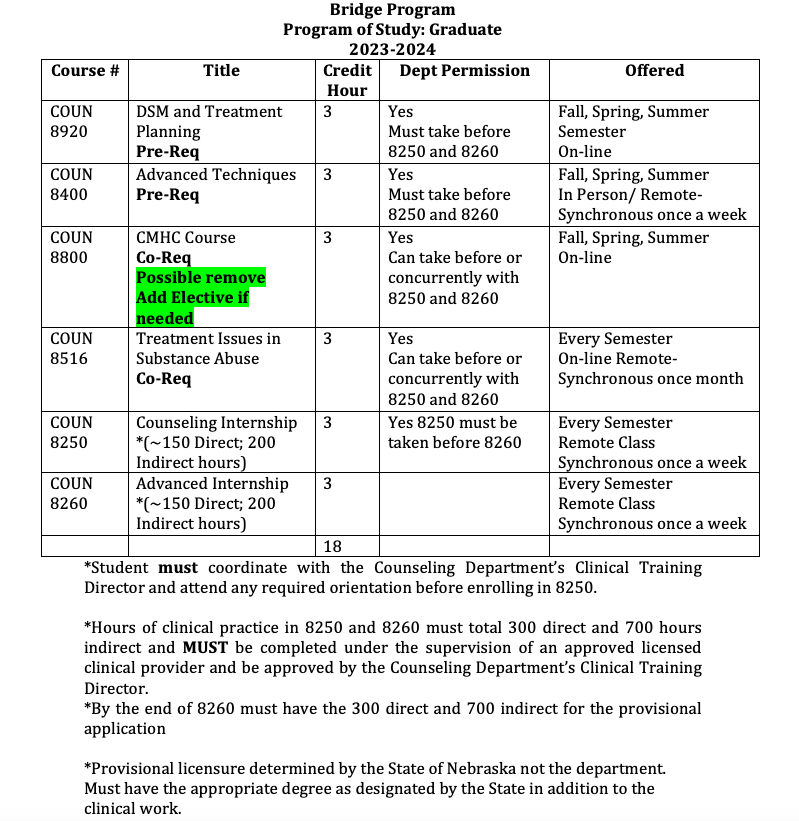 Bridge Program
Program of Study: Graduate
2023-2024
Course # Title Credit Hour Dept Permission Offered
COUN 8920 DSM and Treatment Planning Pre-Req 3 Yes Must take before 8250 and 8260 Fall, Spring, Summer Semester On-line
COUN 8400 Advanced Techniques Pre-Req 3 Yes Must take before 8250 and 8260 Fall, Spring, Summer In Person/ Remote- Synchronous once a week
COUN 8800 CMHC Course Co-Req Possible remove Add Elective if needed 3 Yes Can take before or concurrently with 8250 and 8260 Fall, Spring, Summer On-line
COUN 8516 Treatment Issues in Substance Abuse Co-Req 3 Yes Can take before or concurrently with 8250 and 8260 Every Semester On-line Remote- Synchronous once month
COUN 8250 Counseling Internship *(~150 Direct; 200 Indirect hours) 3 Yes 8250 must be taken before 8260 Every Semester Remote Class Synchronous once a week
COUN 8260 Advanced Internship *(~150 Direct; 200 Indirect hours) 3 Every Semester Remote Class Synchronous once a week
18
*Student must coordinate with the Counseling Department's Clinical Training
Director and attend any required orientation before enrolling in 8250.
*Hours of clinical practice in 8250 and 8260 must total 300 direct and 700 hours
indirect and MUST be completed under the supervision of an approved licensed
clinical provider and be approved by the Counseling Department's Clinical Training
Director.
*By the end of 8260 must have the 300 direct and 700 indirect for the provisional
application
*Provisional licensure determined by the State of Nebraska not the department.
Must have the appropriate degree as designated by the State in addition to the
clinical work.